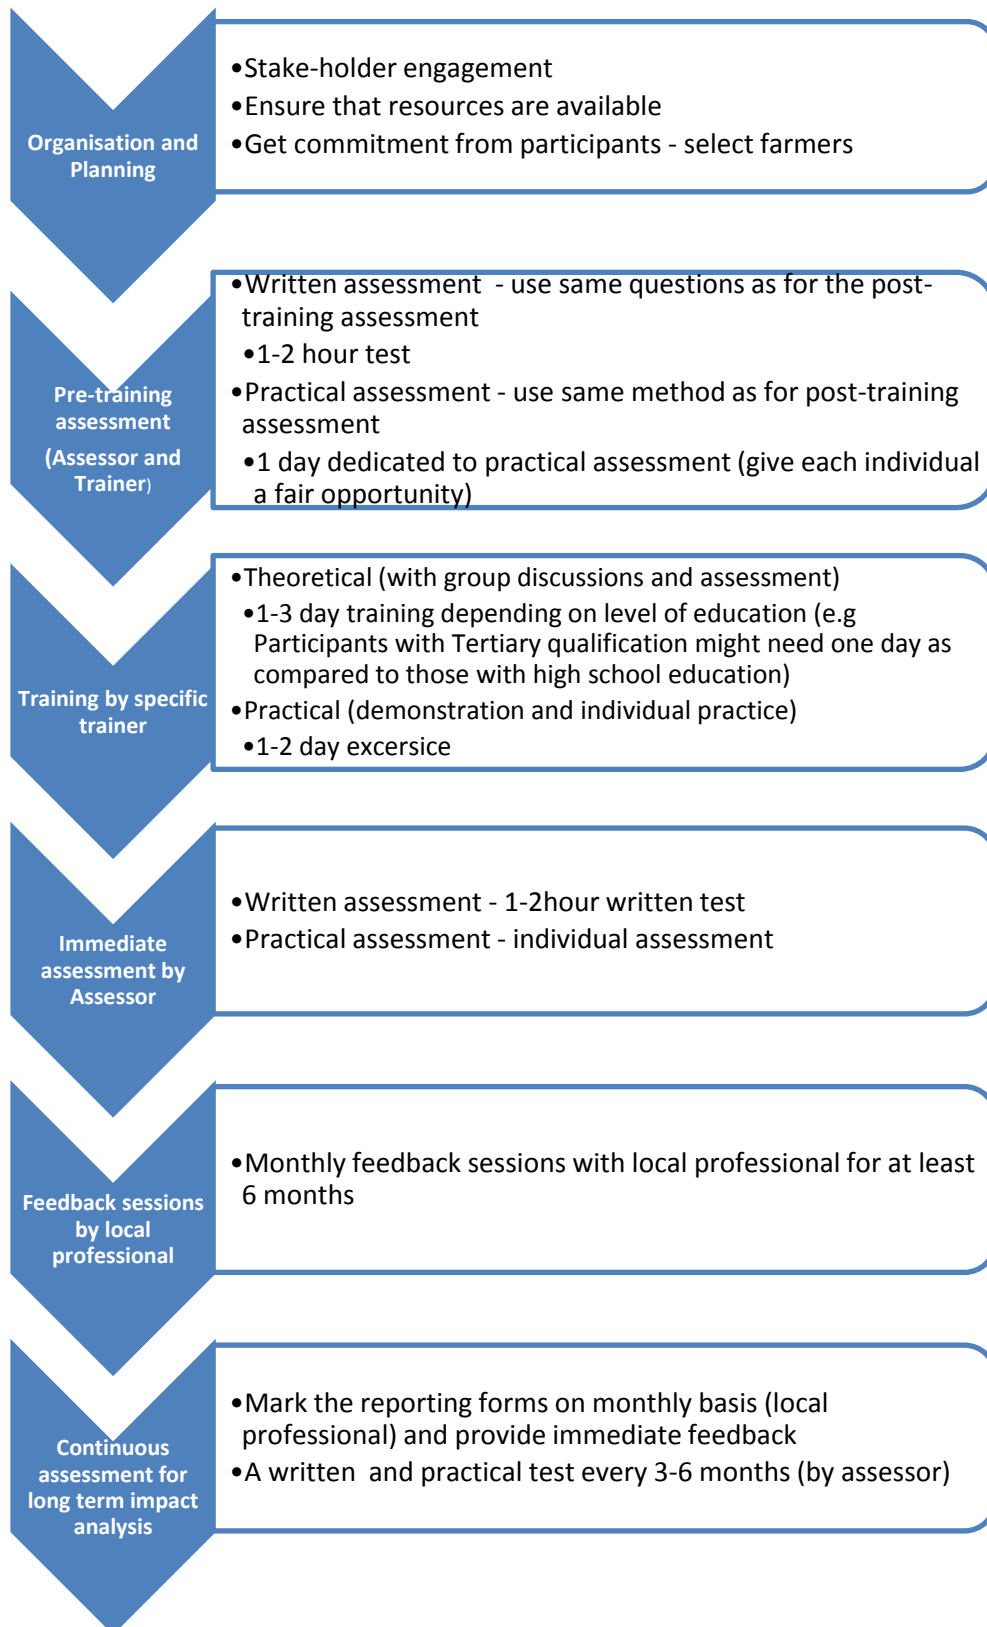 Organisation and
Planning
•Stake-holder engagement
•Ensure that resources are available
•Get commitment from participants - select farmers
Pre-training
assessment
(Assessor and
Trainer)
•Written assessment - use same questions as for the post-
training assessment
•1-2 hour test
•Practical assessment - use same method as for post-training
assessment
•1 day dedicated to practical assessment (give each individual
a fair opportunity)
Training by specific
trainer
•Theoretical (with group discussions and assessment)
•1-3 day training depending on level of education (e.g
Participants with Tertiary qualification might need one day as
compared to those with high school education)
•Practical (demonstration and individual practice)
•1-2 day excersice
Immediate
assessment by
Assessor
•Written assessment - 1-2hour written test
•Practical assessment - individual assessment
Feedback sessions
by local
professional
•Monthly feedback sessions with local professional for at least
6 months
Continuous
assessment for
long term impact
analysis
•Mark the reporting forms on monthly basis (local
professional) and provide immediate feedback
•A written and practical test every 3-6 months (by assessor)